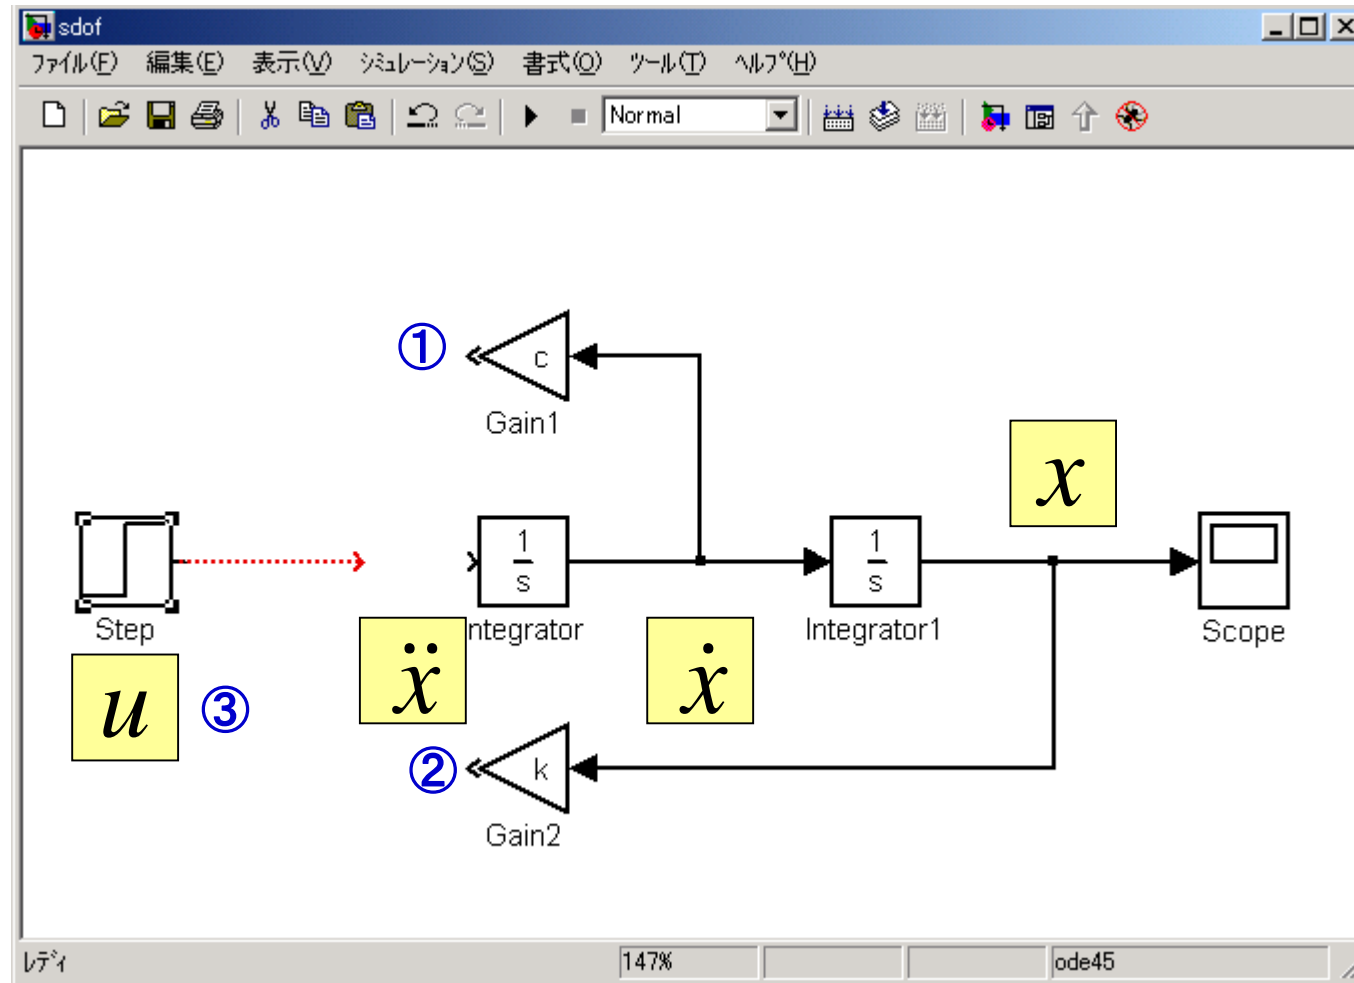 sdof
ファイル(F) 編集(E) 表示(V) シミュレーション(S) 書式(O) ツール(T) ヘルプ(H)
Normal
① c
Gain1
x
1
s
1
s
Step
Integrator
Integrator1
Scope
u ③
ẍ
ẋ
② k
Gain2
レディ 147% ode45